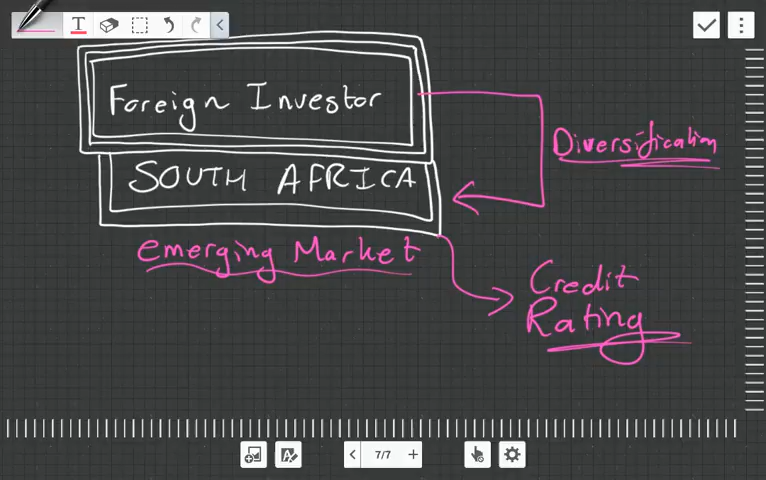 T
Foreign Investor
Diversification
SOUTH AFRICA
emerging Market
Credit
Rating
7/7